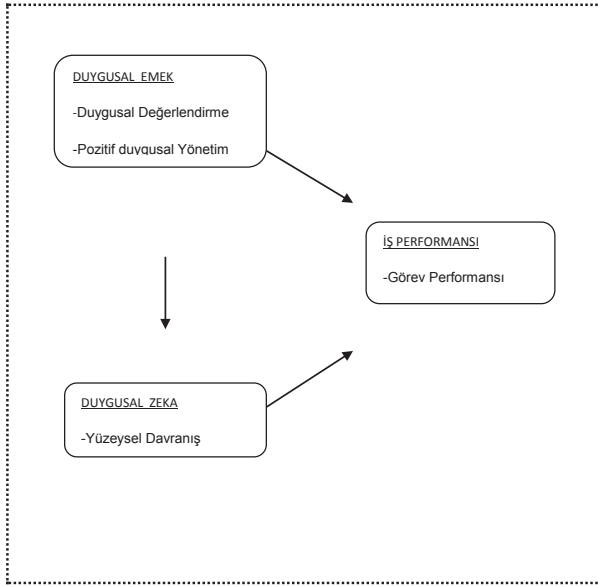 DUYGUSAL EMEK
-Duygusal Değerlendirme
-Pozitif duygusal Yönetim
İŞ PERFORMANSI
-Görev Performansı
DUYGUSAL ZEKA
-Yüzeysel Davranış